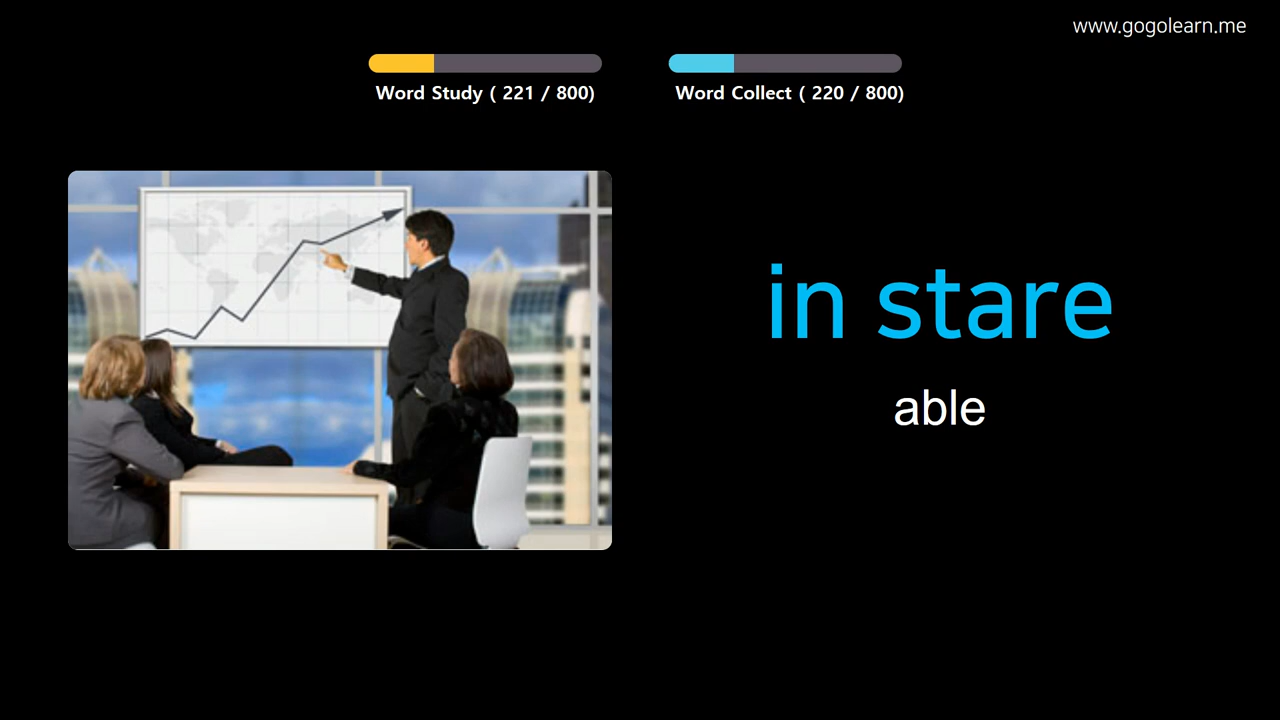 www.gogolearn.me
Word Study ( 221 / 800)
Word Collect ( 220 / 800)
in stare
able